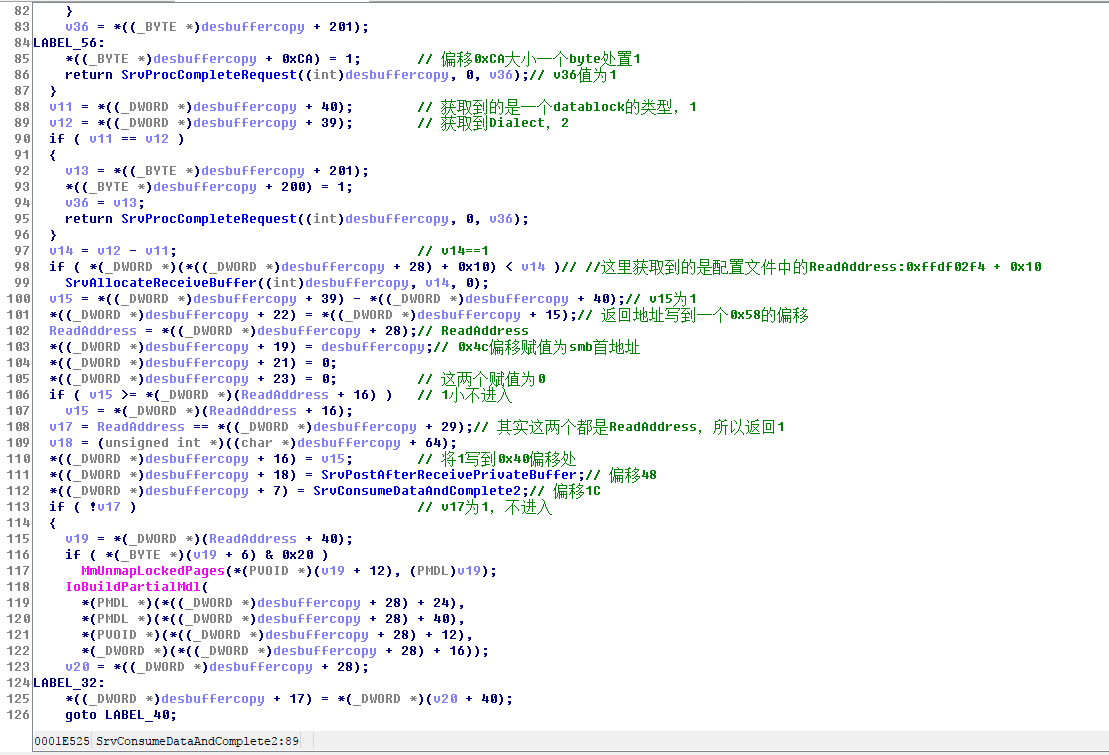 82 }
83 v36 = *((_BYTE *)desbuffercopy + 201);
84 LABEL_56:
85 *((_BYTE *)desbuffercopy + 0xCA) = 1; // 偏移0xCA大小一个byte处置1
86 return SrvProcCompleteRequest((int)desbuffercopy, 0, v36);// v36值为1
87 }
88 v11 = *((_DWORD *)desbuffercopy + 40); // 获取到的是一个datablock的类型，1
89 v12 = *((_DWORD *)desbuffercopy + 39); // 获取到Dialect，2
90 if ( v11 == v12 )
91 {
92 v13 = *((_BYTE *)desbuffercopy + 201);
93 *((_BYTE *)desbuffercopy + 200) = 1;
94 v36 = v13;
95 return SrvProcCompleteRequest((int)desbuffercopy, 0, v36);
96 }
97 v14 = v12 - v11; // v14==1
98 if ( *(_DWORD *)(*((_DWORD *)desbuffercopy + 28) + 0x10) < v14 )// //这里获取到的是配置文件中的ReadAddress:0xffdf02f4 + 0x10
99 SrvAllocateReceiveBuffer((int)desbuffercopy, v14, 0);
100 v15 = *((_DWORD *)desbuffercopy + 39) - *((_DWORD *)desbuffercopy + 40);// v15为1
101 *((_DWORD *)desbuffercopy + 22) = *((_DWORD *)desbuffercopy + 15);// 返回地址写到一个0x58的偏移
102 ReadAddress = *((_DWORD *)desbuffercopy + 28);// ReadAddress
103 *((_DWORD *)desbuffercopy + 19) = desbuffercopy;// 0x4c偏移赋值为smb首地址
104 *((_DWORD *)desbuffercopy + 21) = 0;
105 *((_DWORD *)desbuffercopy + 23) = 0; // 这两个赋值为0
106 if ( v15 >= *(_DWORD *)(ReadAddress + 16) ) // 1小不进入
107 v15 = *(_DWORD *)(ReadAddress + 16);
108 v17 = ReadAddress == *((_DWORD *)desbuffercopy + 29);// 其实这两个都是ReadAddress，所以返回1
109 v18 = (unsigned int *)((char *)desbuffercopy + 64);
110 *((_DWORD *)desbuffercopy + 16) = v15; // 将1写到0x40偏移处
111 *((_DWORD *)desbuffercopy + 18) = SrvPostAfterReceivePrivateBuffer;// 偏移48
112 *((_DWORD *)desbuffercopy + 7) = SrvConsumeDataAndComplete2;// 偏移1C
113 if ( !v17 ) // v17为1，不进入
114 {
115 v19 = *(_DWORD *)(ReadAddress + 40);
116 if ( *(_BYTE *)(v19 + 6) & 0x20 )
117 MmUnmapLockedPages(*(PVOID *)(v19 + 12), (PMDL)v19);
118 IoBuildPartialMdl(
119 *(PMDL *)(*((_DWORD *)desbuffercopy + 28) + 24),
120 *(PMDL *)(*((_DWORD *)desbuffercopy + 28) + 40),
121 *(PVOID *)(*((_DWORD *)desbuffercopy + 28) + 12),
122 *(_DWORD *)(*((_DWORD *)desbuffercopy + 28) + 16));
123 v20 = *((_DWORD *)desbuffercopy + 28);
124 LABEL_32:
125 *((_DWORD *)desbuffercopy + 17) = *(_DWORD *)(v20 + 40);
126 goto LABEL_40;
0001E525 SrvConsumeDataAndComplete2:89